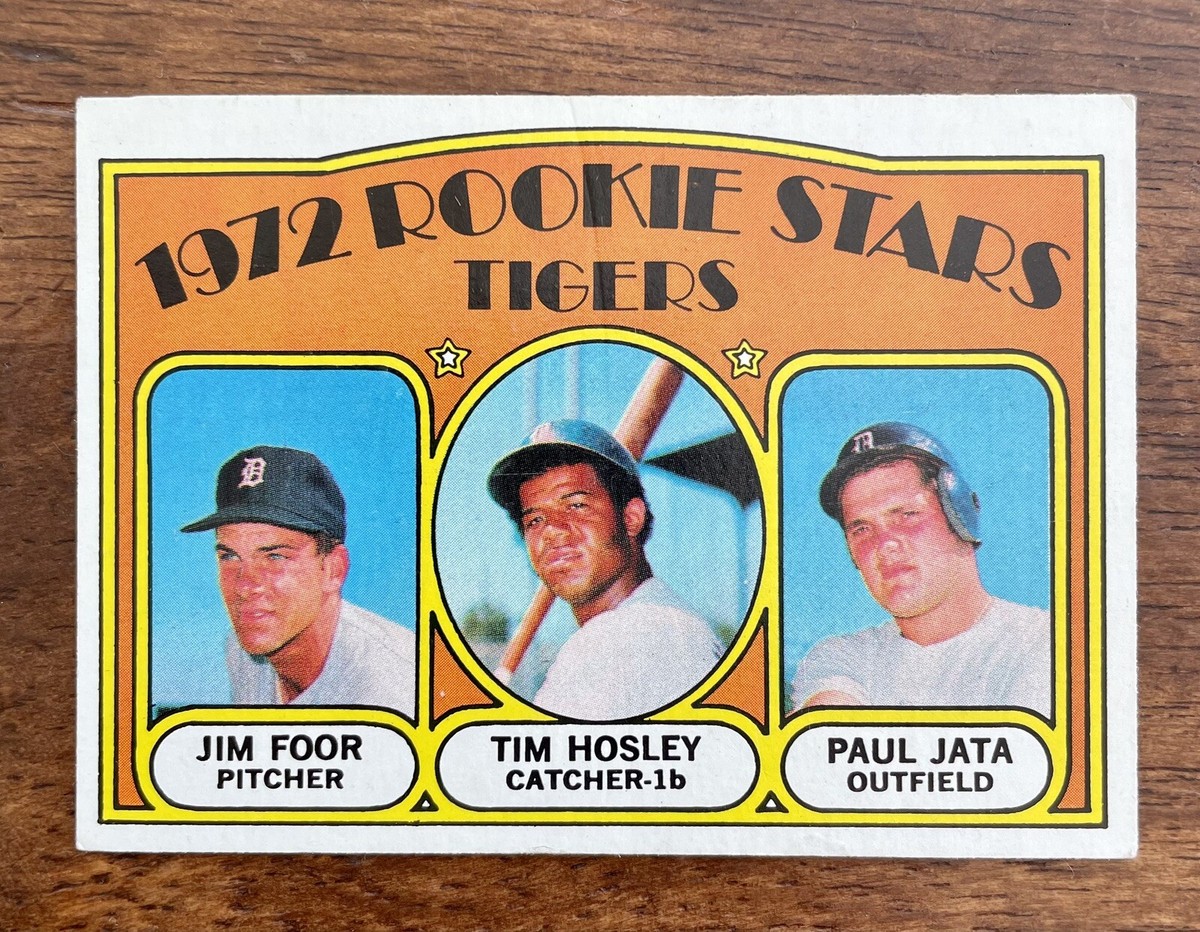 1972 ROOKIE STARS
TIGERS
D
JIM FOOR
PITCHER
TIM HOSLEY
CATCHER-1b
PAUL JATA
OUTFIELD